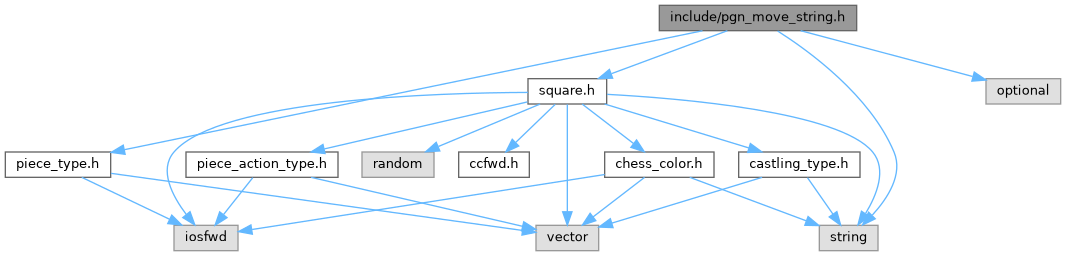 include/pgn_move_string.h
square.h
optional
piece_type.h
piece_action_type.h
random
ccfwd.h
chess_color.h
castling_type.h
iosfwd
vector
string